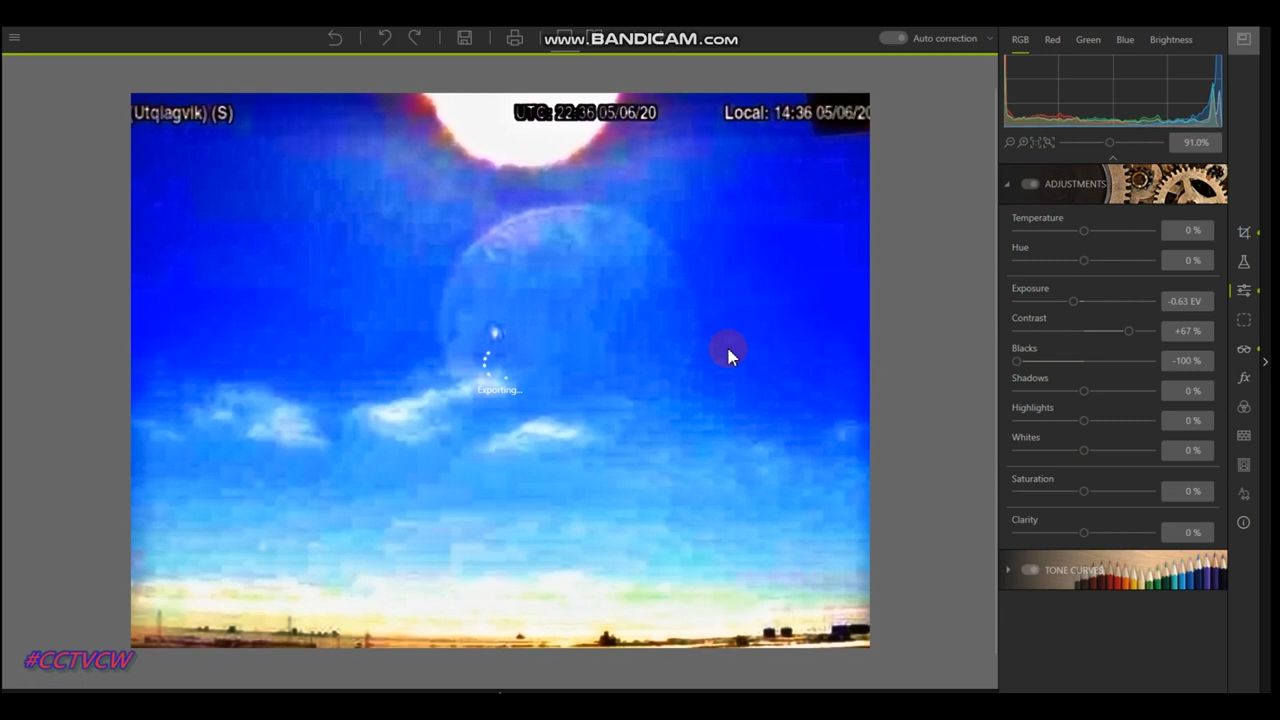 www.BANDICAM.com
Auto correction
RGB Red Green Blue Brightness
(Utqiagvik) (S) UTC: 22:36 05/06/20 Local: 14:36 05/06/20
91.0%
ADJUSTMENTS
Temperature
0 %
Hue
0 %
Exposure
-0.63 EV
Contrast
+67 %
Blacks
-100 %
Shadows
0 %
Highlights
0 %
Whites
0 %
Saturation
0 %
Clarity
0 %
Exporting...
TONE CURVES
#CCTVCW